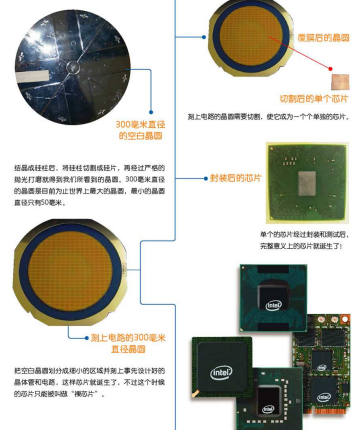 覆膜后的晶圆
切割后的单个芯片
刻上电路的晶圆需要切割，使它成为一个个单独的芯片。
300毫米直径
的空白晶圆
结晶成硅柱后，将硅柱切割成硅片，再经过严格的
抛光打磨就得到我们所看到的晶圆。300毫米直径
的晶圆是目前为止世界上最大的晶圆，最小的晶圆
直径只有50毫米。
封装后的芯片
单个的芯片经过封装和测试后，
完整意义上的芯片就诞生了！
刻上电路的300毫米
直径晶圆
把空白晶圆划分成细小的区域并刻上事先设计好的
晶体管和电路，这样芯片就诞生了，不过这个时候
的芯片只能被叫做“裸芯片”。
intel
intel
intel
intel